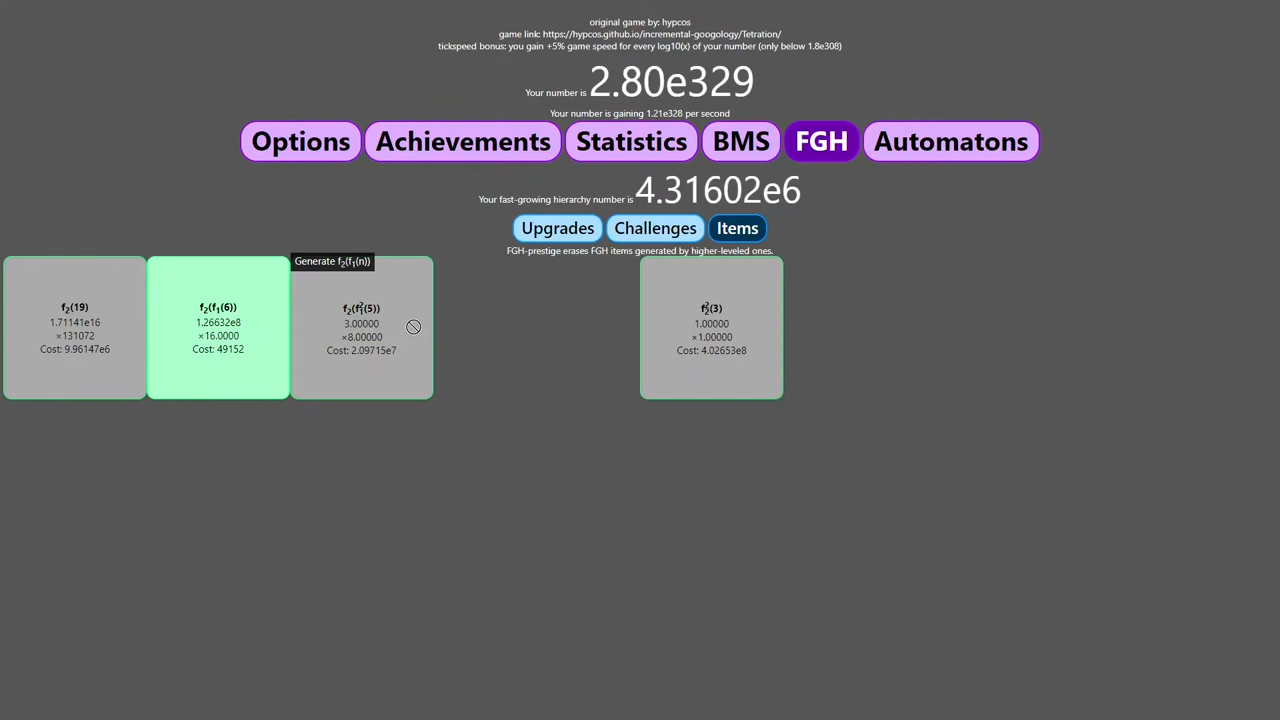 original game by: hypcos
game link: https://hypcos.github.io/incremental-googology/Tetration/
tickspeed bonus: you gain +5% game speed for every log10(x) of your number (only below 1.8e308)
Your number is 2.80e329
Your number is gaining 1.21e328 per second
Options Achievements Statistics BMS FGH Automatons
Your fast-growing hierarchy number is 4.31602e6
Upgrades Challenges Items
FGH-prestige erases FGH items generated by higher-leveled ones.
f₂(19)
1.71141e16
×131072
Cost: 9.96147e6
f₂(f₁(6))
1.26632e8
×16.0000
Cost: 49152
Generate f₂(f₁(n))
f₂(f₁²(5))
3.00000
×8.00000
Cost: 2.09715e7
f₂²(3)
1.00000
×1.00000
Cost: 4.02653e8